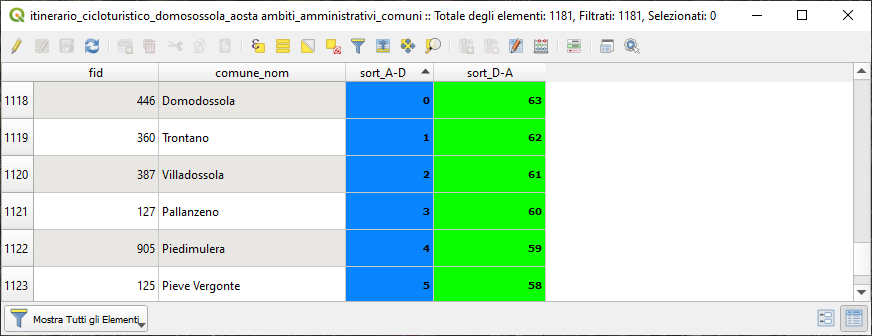 itinerario_cicloturistico_domosossola_aosta ambiti_amministrativi_comuni :: Totale degli elementi: 1181, Filtrati: 1181, Selezionati: 0
fid comune_nom sort_A-D sort_D-A
1118 446 Domodossola 0 63
1119 360 Trontano 1 62
1120 387 Villadossola 2 61
1121 127 Pallanzeno 3 60
1122 905 Piedimulera 4 59
1123 125 Pieve Vergonte 5 58
Mostra Tutti gli Elementi